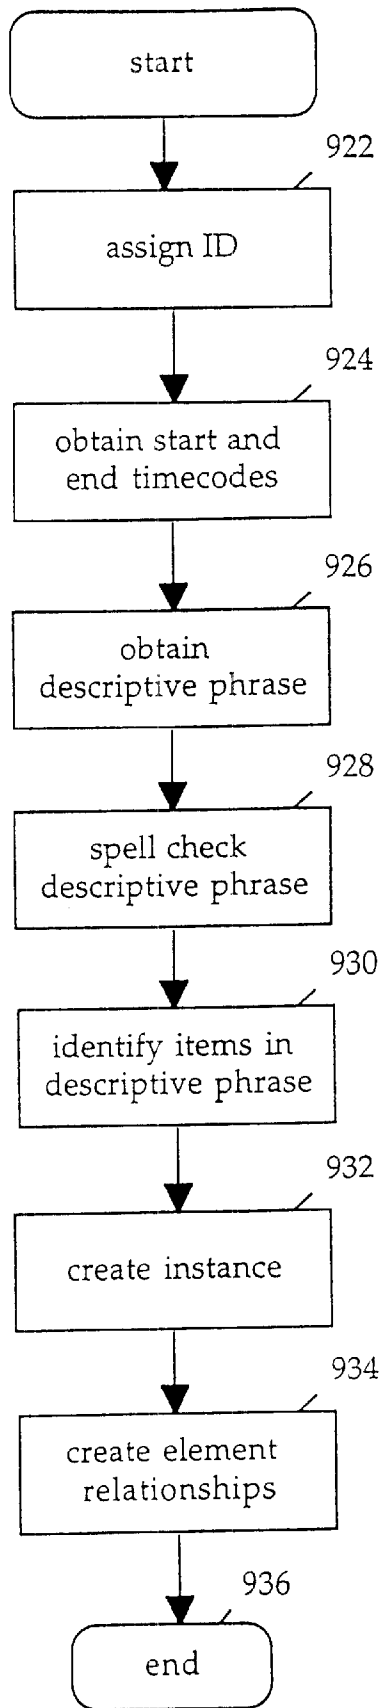 start
922
assign ID
924
obtain start and
end timecodes
926
obtain
descriptive phrase
928
spell check
descriptive phrase
930
identify items in
descriptive phrase
932
create instance
934
create element
relationships
936
end